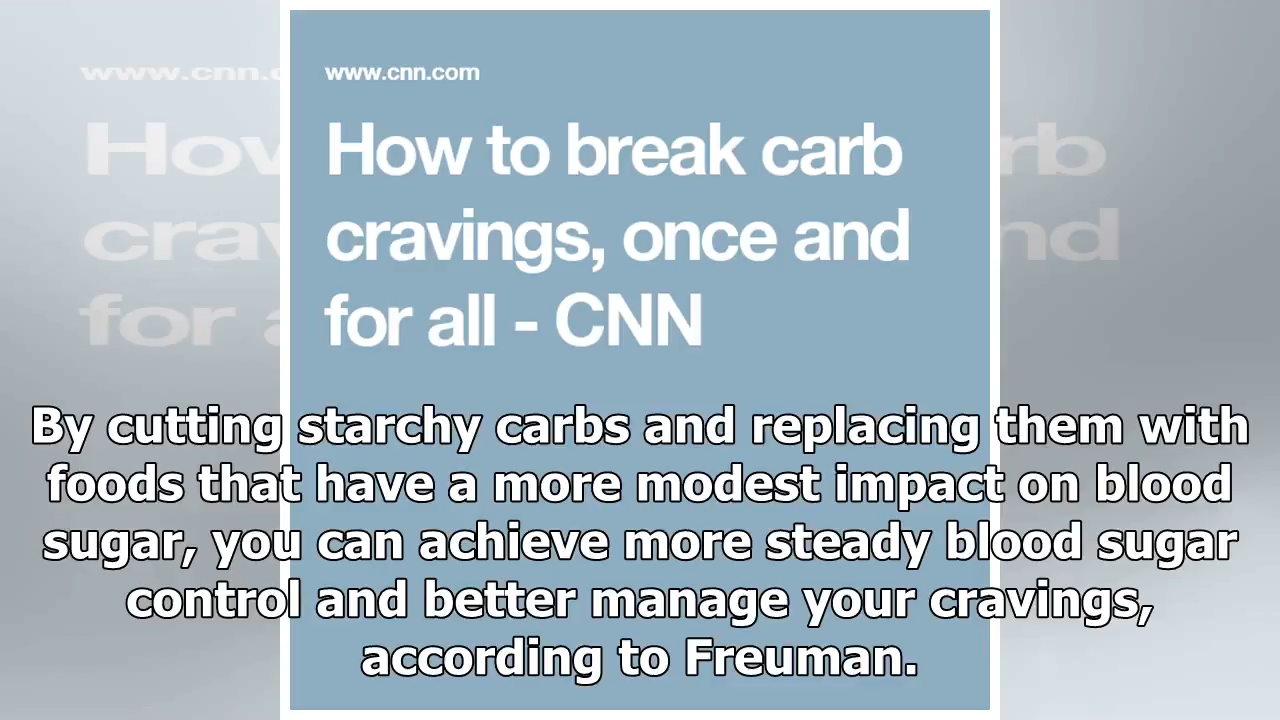 www.cnn.com
How to break carb
cravings, once and
for all - CNN
By cutting starchy carbs and replacing them with
foods that have a more modest impact on blood
sugar, you can achieve more steady blood sugar
control and better manage your cravings,
according to Freuman.